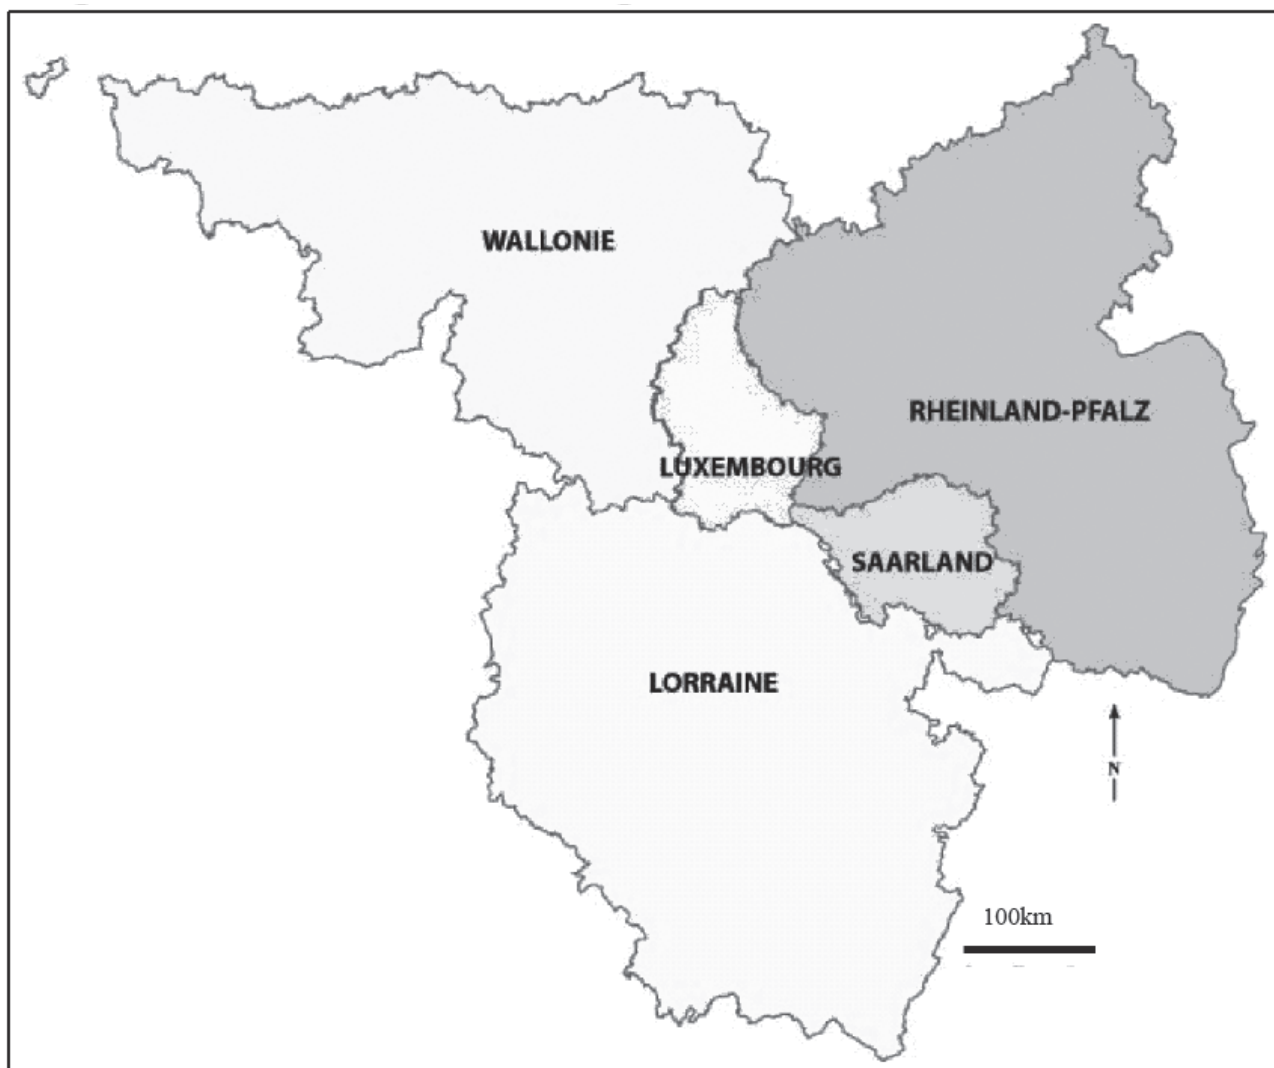 WALLONIE
RHEINLAND-PFALZ
LUXEMBOURG
SAARLAND
LORRAINE
N
100km